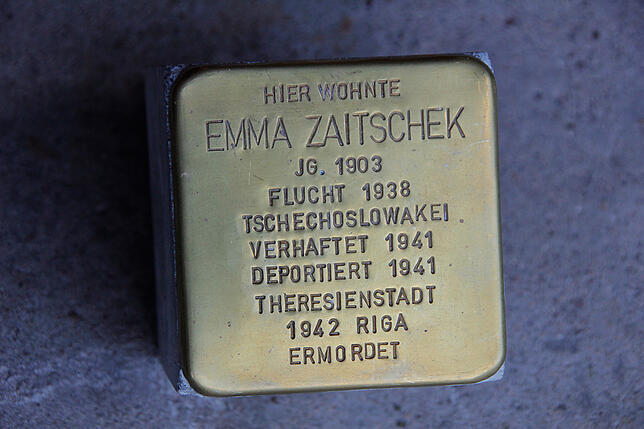 HIER WOHNTE
EMMA ZAITSCHEK
JG. 1903
FLUCHT 1938
TSCHECHOSLOWAKEI
VERHAFTET 1941
DEPORTIERT 1941
THERESIENSTADT
1942 RIGA
ERMORDET